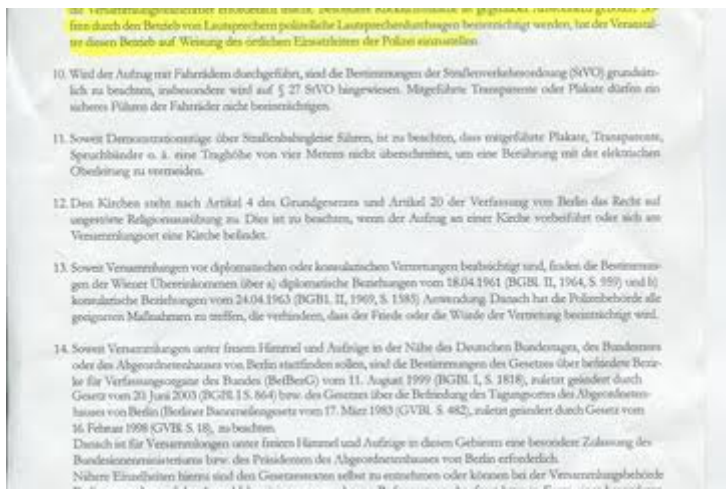 fern durch den Betrieb von Lautsprechern polizeiliche Lautsprecherdurchsagen beeinträchtigt werden, hat der Veranstal-
ter diesen Betrieb auf Weisung des örtlichen Einsatzleiters der Polizei einzustellen.
10. Wird der Aufzug mit Fahrrädern durchgeführt, sind die Bestimmungen der Straßenverkehrsordnung (StVO) grundsätz-
lich zu beachten, insbesondere wird auf § 27 StVO hingewiesen. Mitgeführte Transparente oder Plakate dürfen ein
sicheres Führen der Fahrräder nicht beeinträchtigen.
11. Soweit Demonstrationszüge über Straßenbahngleise führen, ist zu beachten, dass mitgeführte Plakate, Transparente,
Spruchbänder o. ä. eine Traghöhe von vier Metern nicht überschreiten, um eine Berührung mit der elektrischen
Oberleitung zu vermeiden.
12. Den Kirchen steht nach Artikel 4 des Grundgesetzes und Artikel 20 der Verfassung von Berlin das Recht auf
ungestörte Religionsausübung zu. Dies ist zu beachten, wenn der Aufzug an einer Kirche vorbeiführt oder sich am
Versammlungsort eine Kirche befindet.
13. Soweit Versammlungen vor diplomatischen oder konsularischen Vertretungen beabsichtigt sind, finden die Bestimmun-
gen der Wiener Übereinkommen über a) diplomatische Beziehungen vom 18.04.1961 (BGBl. II, 1964, S. 959) und b)
konsularische Beziehungen vom 24.04.1963 (BGBl. II, 1969, S. 1585) Anwendung. Danach hat die Polizeibehörde alle
geeigneten Maßnahmen zu treffen, die verhindern, dass der Friede oder die Würde der Vertretung beeinträchtigt wird.
14. Soweit Versammlungen unter freiem Himmel und Aufzüge in der Nähe des Deutschen Bundestages, des Bundesrates
oder des Abgeordnetenhauses von Berlin stattfinden sollen, sind die Bestimmungen des Gesetzes über befriedete Bezir-
ke für Verfassungsorgane des Bundes (BefBezG) vom 11. August 1999 (BGBl. I, S. 1818), zuletzt geändert durch
Gesetz vom 20. Juni 2003 (BGBl I S. 864) bzw. des Gesetzes über die Befriedung des Tagungsortes des Abgeordneten-
hauses von Berlin (Berliner Bannmeilengesetz vom 17. März 1983 (GVBl. S. 482), zuletzt geändert durch Gesetz vom
16. Februar 1998 (GVBl. S. 18), zu beachten.
Danach ist für Versammlungen unter freiem Himmel und Aufzüge in diesen Gebieten eine besondere Zulassung des
Bundesinnenministeriums bzw. des Präsidenten des Abgeordnetenhauses von Berlin erforderlich.
Nähere Einzelheiten hierzu sind den Gesetzestexten selbst zu entnehmen oder können bei der Versammlungsbehörde